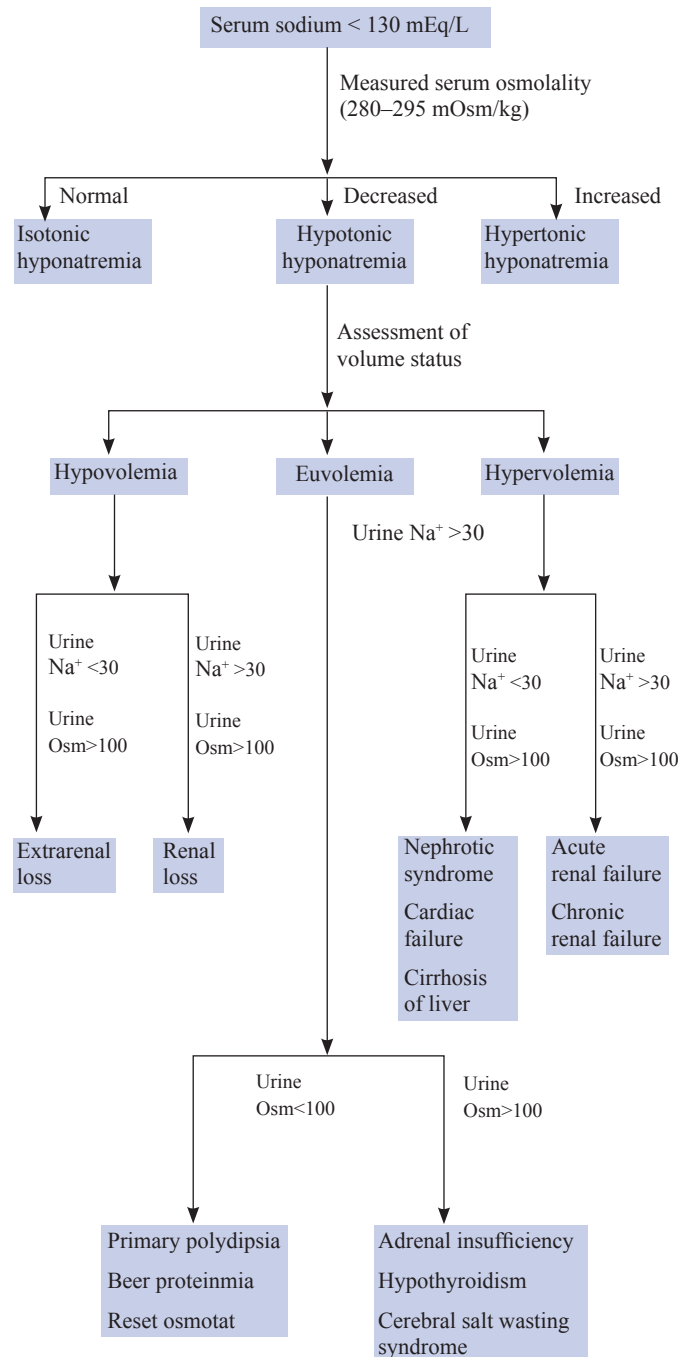 Serum sodium < 130 mEq/L
Measured serum osmolality
(280–295 mOsm/kg)
Normal
Decreased
Increased
Isotonic
hyponatremia
Hypotonic
hyponatremia
Hypertonic
hyponatremia
Assessment of
volume status
Hypovolemia
Euvolemia
Hypervolemia
Urine Na⁺ >30
Urine
Na⁺ <30
Urine
Osm>100
Urine
Na⁺ >30
Urine
Osm>100
Urine
Na⁺ <30
Urine
Osm>100
Urine
Na⁺ >30
Urine
Osm>100
Extrarenal
loss
Renal
loss
Nephrotic
syndrome
Cardiac
failure
Cirrhosis
of liver
Acute
renal failure
Chronic
renal failure
Urine
Osm<100
Urine
Osm>100
Primary polydipsia
Beer proteinmia
Reset osmotat
Adrenal insufficiency
Hypothyroidism
Cerebral salt wasting
syndrome